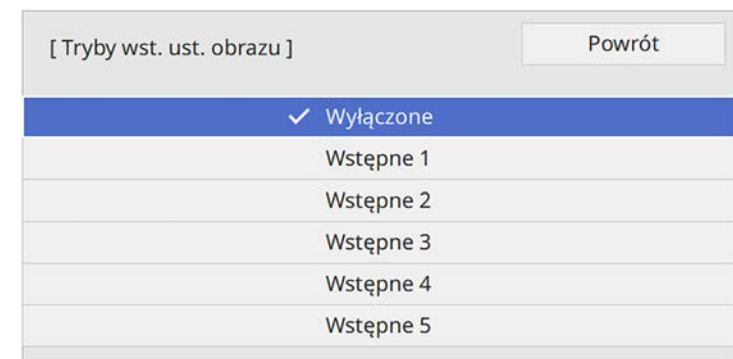 [ Tryby wst. ust. obrazu ]
Powrót
Wyłączone
Wstępne 1
Wstępne 2
Wstępne 3
Wstępne 4
Wstępne 5